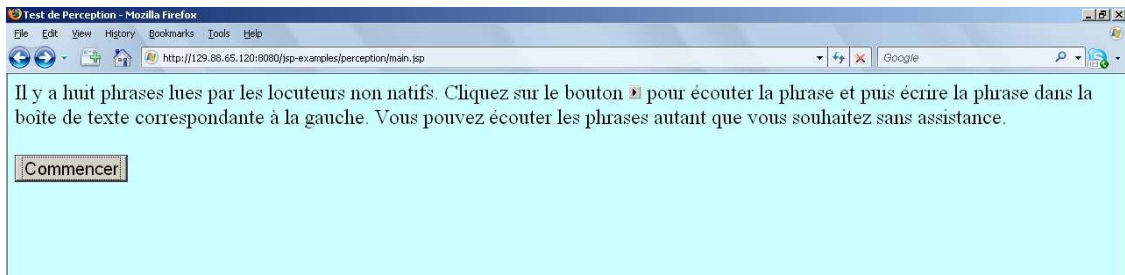 Test de Perception - Mozilla Firefox
File Edit View History Bookmarks Tools Help
http://129.88.65.120:8080/jsp-examples/perception/main.jsp Google
Il y a huit phrases lues par les locuteurs non natifs. Cliquez sur le bouton pour écouter la phrase et puis écrire la phrase dans la
boîte de texte correspondante à la gauche. Vous pouvez écouter les phrases autant que vous souhaitez sans assistance.
Commencer